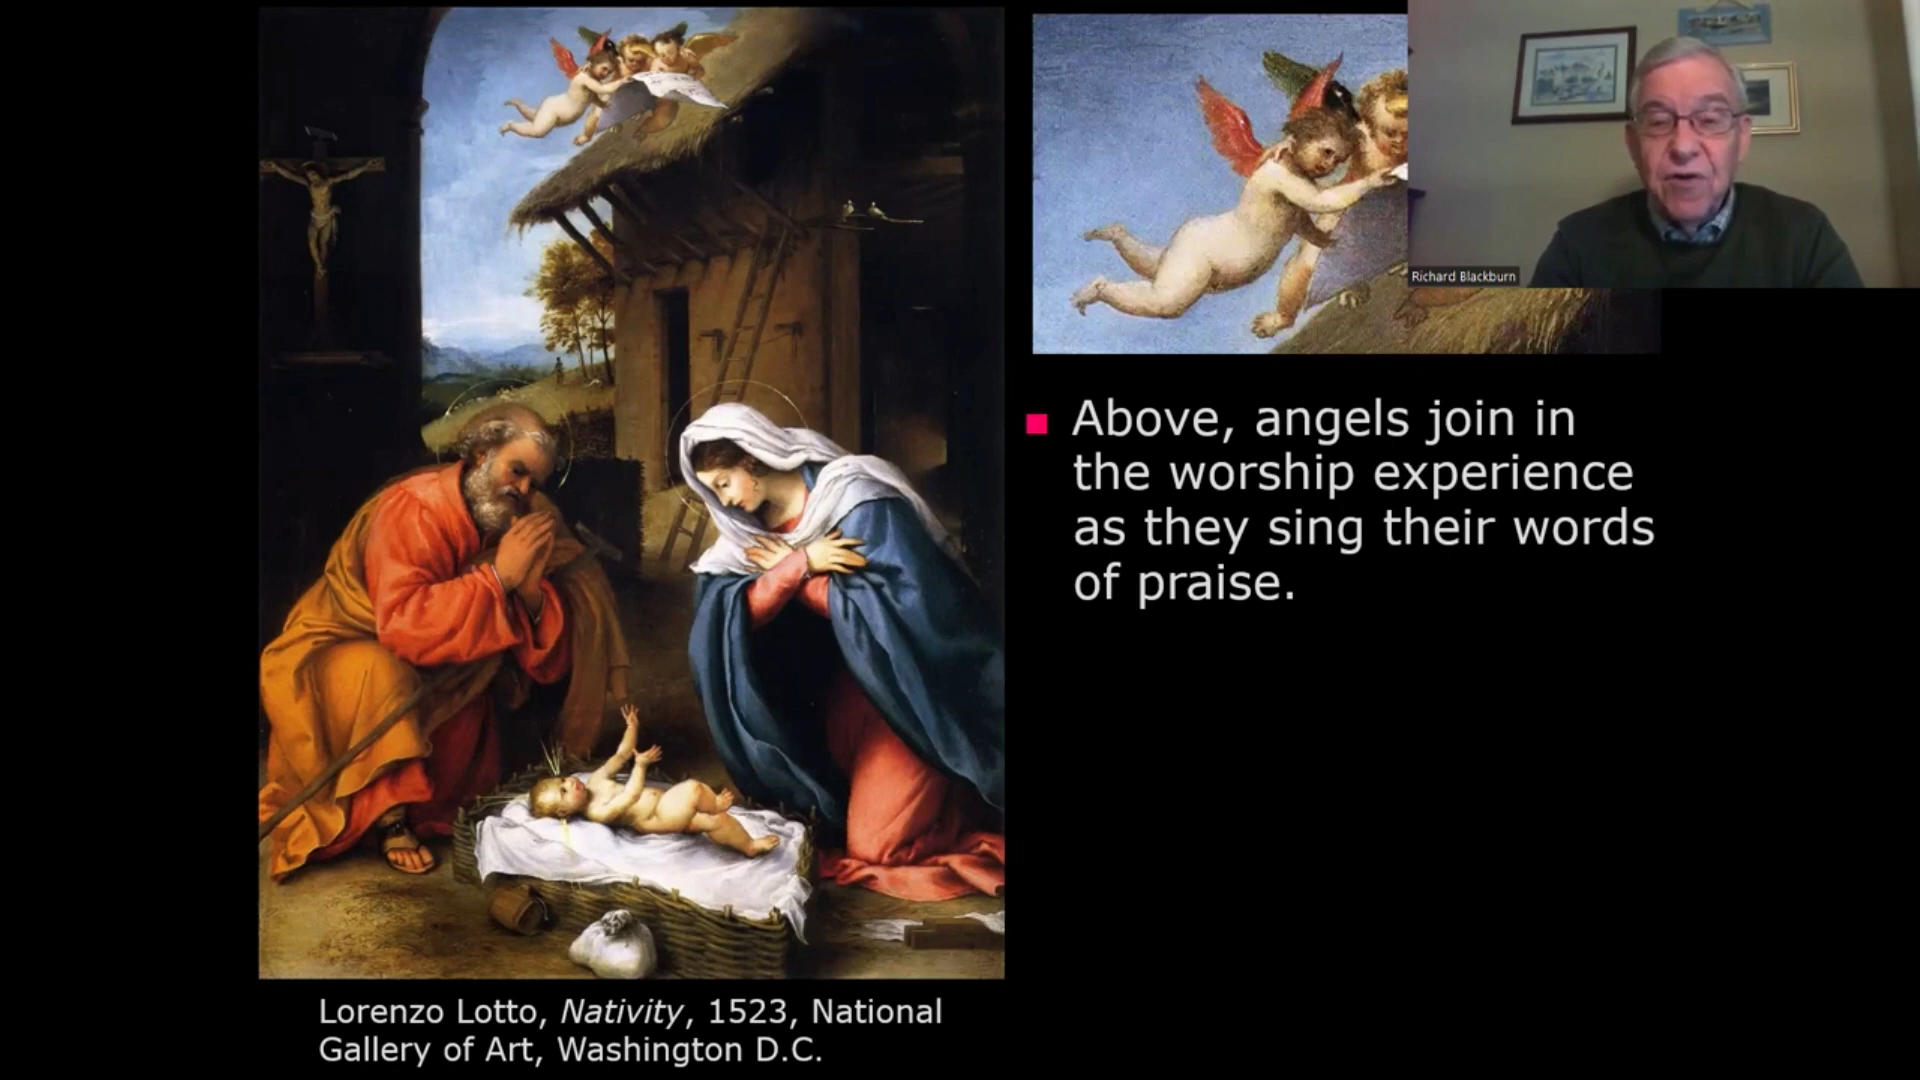 Richard Blackburn
Above, angels join in
the worship experience
as they sing their words
of praise.
Lorenzo Lotto, Nativity, 1523, National
Gallery of Art, Washington D.C.